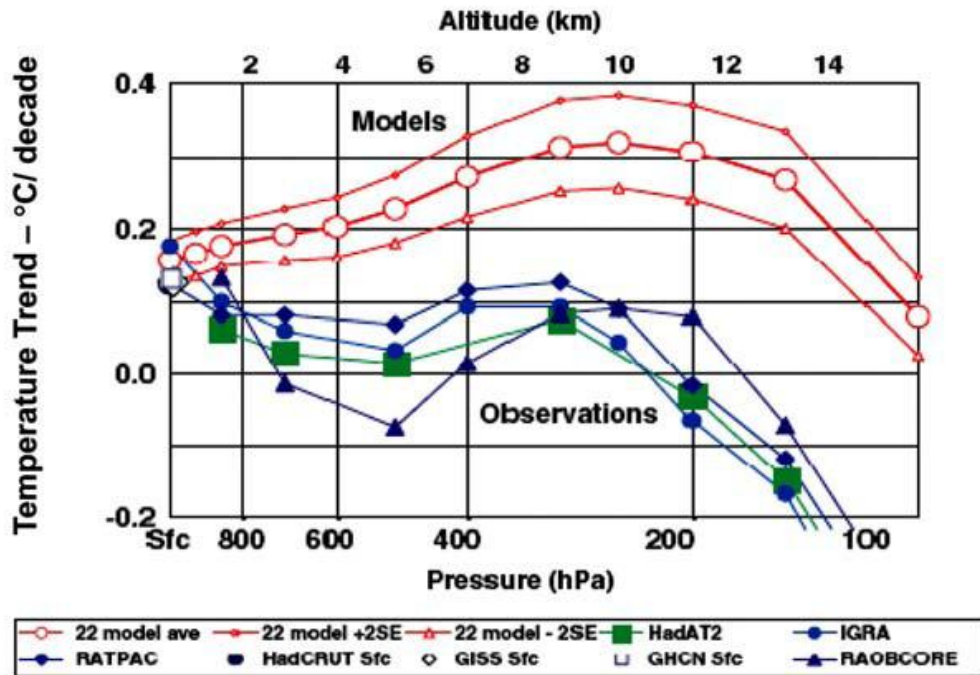 Altitude (km)
2 4 6 8 10 12 14
0.4
Models
0.2
Temperature Trend – °C/ decade
0.0
Observations
-0.2
Sfc 800 600 400 200 100
Pressure (hPa)
22 model ave 22 model +2SE 22 model - 2SE HadAT2 IGRA
RATPAC HadCRUT Sfc GISS Sfc GHCN Sfc RAOBCORE